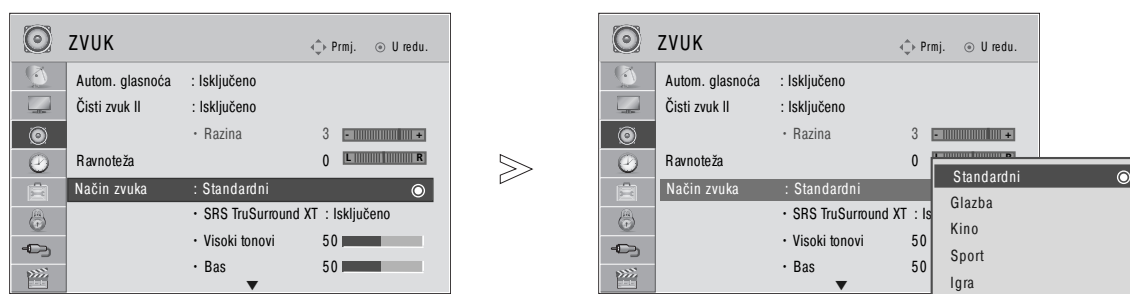 ZVUK Prmj. U redu.
Autom. glasnoća : Isključeno
Čisti zvuk II : Isključeno
• Razina 3 - +
Ravnoteža 0 L R
Način zvuka : Standardni
• SRS TruSurround XT : Isključeno
• Visoki tonovi 50
• Bas 50
>
ZVUK Prmj. U redu.
Autom. glasnoća : Isključeno
Čisti zvuk II : Isključeno
• Razina 3 - +
Ravnoteža 0
Način zvuka : Standardni
• SRS TruSurround XT : Is
• Visoki tonovi 50
• Bas 50
Standardni
Glazba
Kino
Sport
Igra